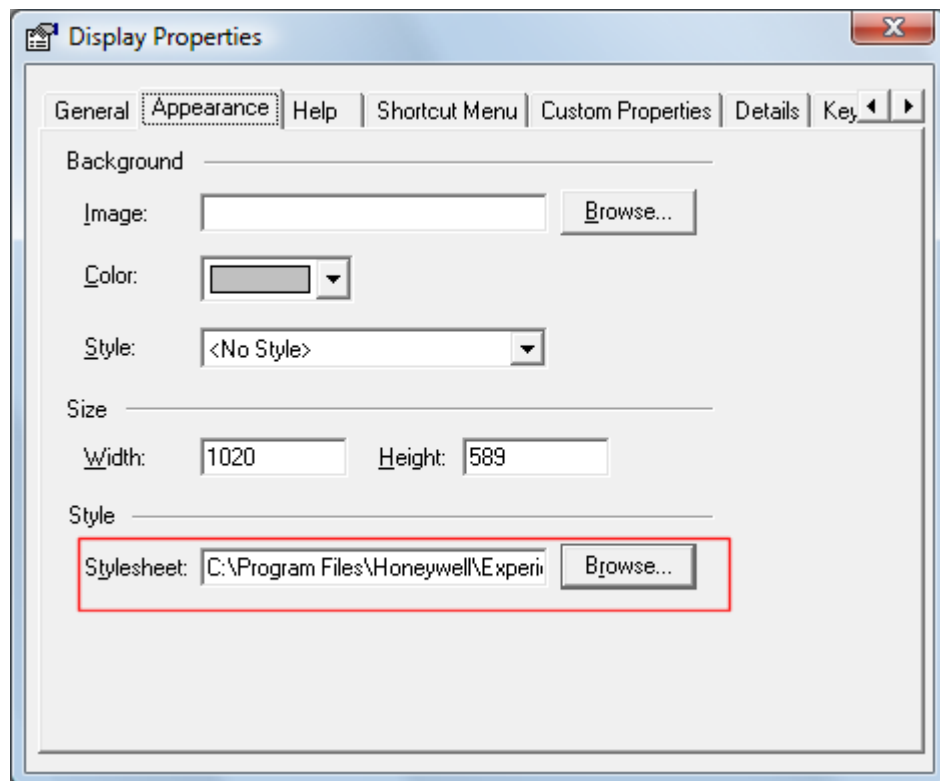 Display Properties
General Appearance Help Shortcut Menu Custom Properties Details Key
Background
Image: Browse...
Color:
Style: <No Style>
Size
Width: 1020 Height: 589
Style
Stylesheet: C:\Program Files\Honeywell\Experi Browse...